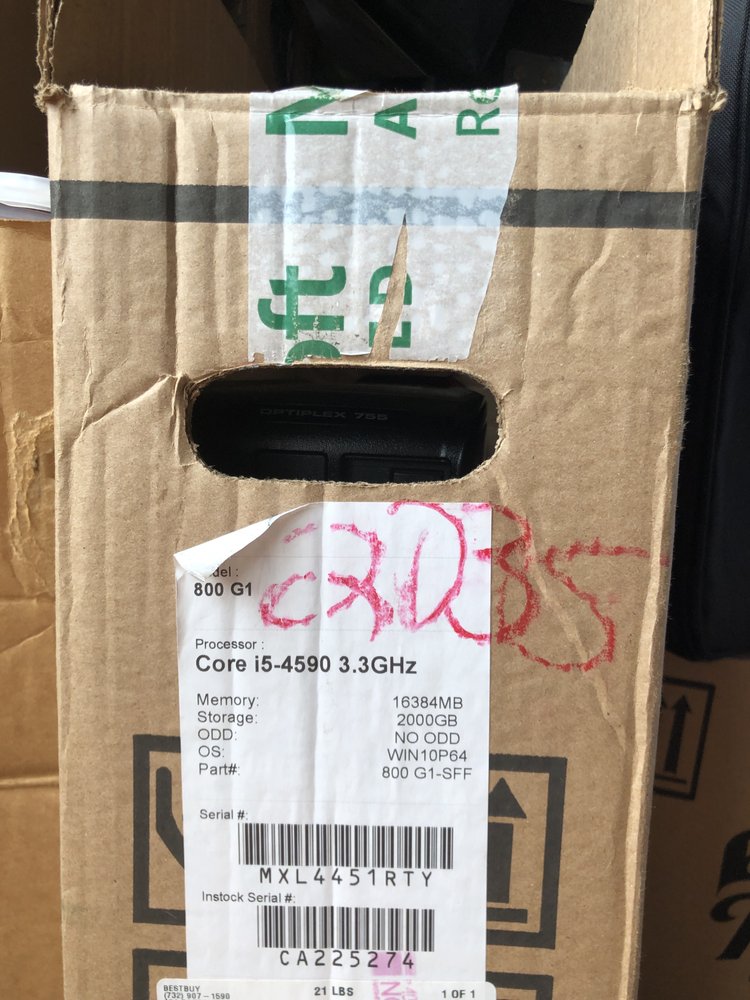 OPTIPLEX 755
800 G1
Processor :
Core i5-4590 3.3GHz
Memory: 16384MB
Storage: 2000GB
ODD: NO ODD
OS: WIN10P64
Part#: 800 G1-SFF
Serial #:
MXL4451RTY
Instock Serial #:
CA225274
BESTBUY
(732) 907-1590
21 LBS
1 OF 1